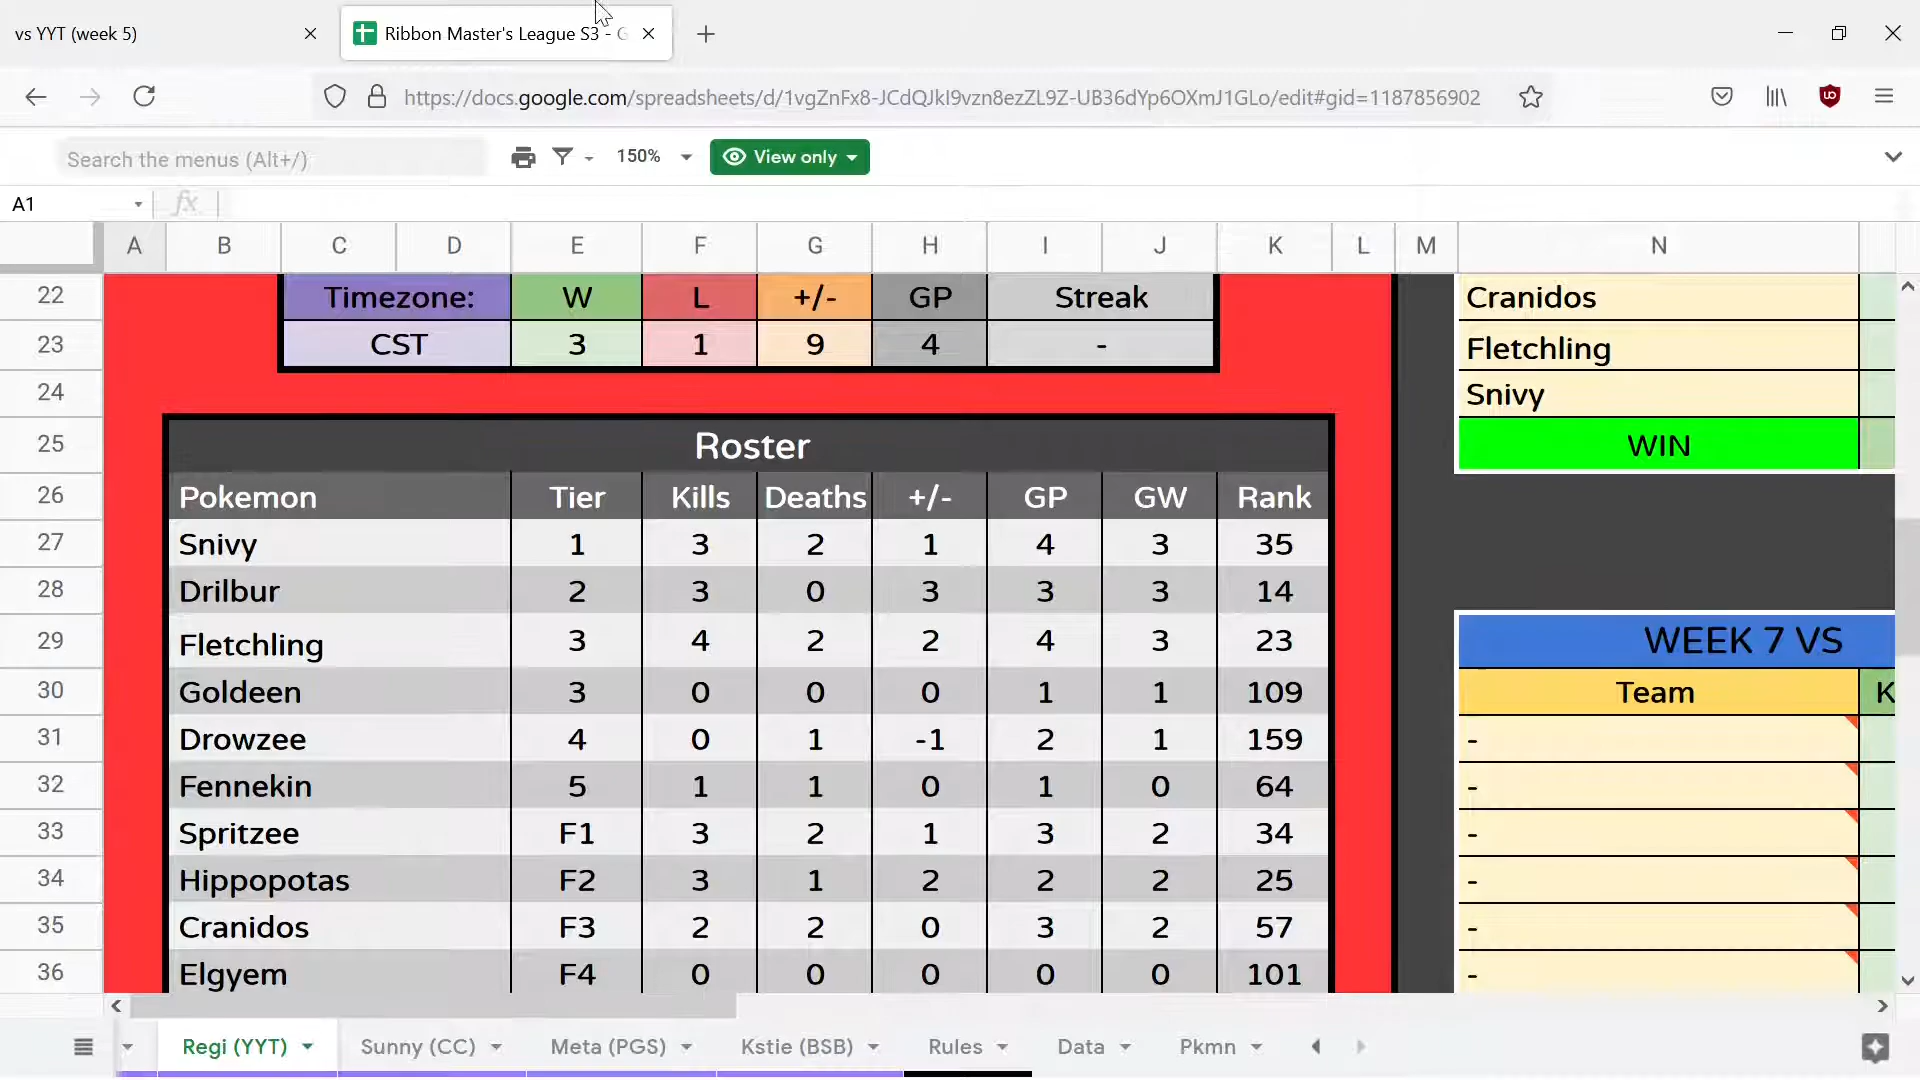 vs YYT (week 5)
Ribbon Master's League S3 - G
https://docs.google.com/spreadsheets/d/1vgZnFx8-JCdQJkI9vzn8ezZL9Z-UB36dYp6OXmJ1GLo/edit#gid=1187856902
Search the menus (Alt+/) 150% View only
A1 fx
A B C D E F G H I J K L M N
22 Timezone: W L +/- GP Streak Cranidos
23 CST 3 1 9 4 - Fletchling
24 Snivy
25 Roster WIN
26 Pokemon Tier Kills Deaths +/- GP GW Rank
27 Snivy 1 3 2 1 4 3 35
28 Drilbur 2 3 0 3 3 3 14
29 Fletchling 3 4 2 2 4 3 23 WEEK 7 VS
30 Goldeen 3 0 0 0 1 1 109 Team K
31 Drowzee 4 0 1 -1 2 1 159 -
32 Fennekin 5 1 1 0 1 0 64 -
33 Spritzee F1 3 2 1 3 2 34 -
34 Hippopotas F2 3 1 2 2 2 25 -
35 Cranidos F3 2 2 0 3 2 57 -
36 Elgyem F4 0 0 0 0 0 101 -
Regi (YYT) Sunny (CC) Meta (PGS) Kstie (BSB) Rules Data Pkmn